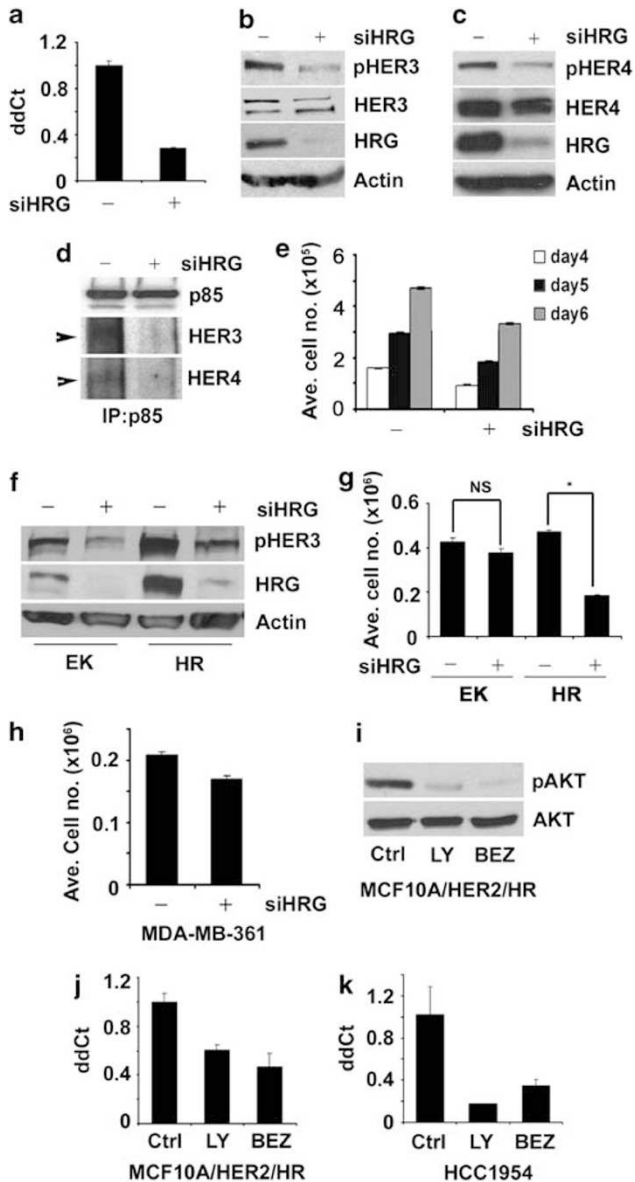 a
ddCt
1.2
0.8
0.4
0
siHRG
− +
b
− + siHRG
pHER3
HER3
HRG
Actin
c
− + siHRG
pHER4
HER4
HRG
Actin
d
− + siHRG
p85
HER3
HER4
IP:p85
e
Ave. cell no. (x10⁵)
6
4
2
0
day4
day5
day6
− + siHRG
f
− + − + siHRG
pHER3
HRG
Actin
EK HR
g
Ave. cell no. (x10⁶)
0.6
0.4
0.2
0
NS
*
siHRG − + − +
EK HR
h
Ave. Cell no. (x10⁶)
0.2
0.1
0
− + siHRG
MDA-MB-361
i
pAKT
AKT
Ctrl LY BEZ
MCF10A/HER2/HR
j
ddCt
1.2
0.8
0.4
0
Ctrl LY BEZ
MCF10A/HER2/HR
k
ddCt
1.2
0.8
0.4
0
Ctrl LY BEZ
HCC1954